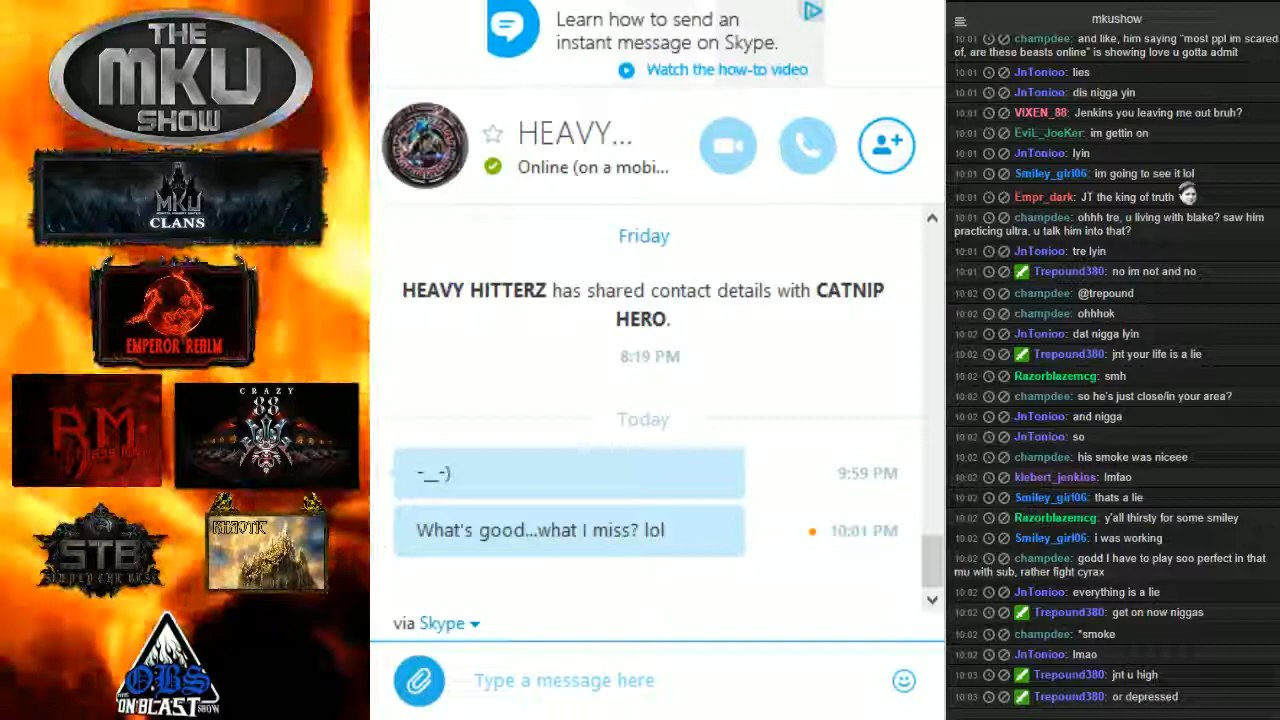 THE
MKU
SHOW
MKU
CLANS
EMPEROR REALM
RM
CRAZY
88
STB
SIMPLY THE BEST
KHAOTIC
O.B.S
THE
ON BLAST SHOW
Learn how to send an
instant message on Skype.
Watch the how-to video
HEAVY...
Online (on a mobi...
Friday
HEAVY HITTERZ has shared contact details with CATNIP
HERO.
8:19 PM
Today
-__-)
9:59 PM
What's good...what I miss? lol
10:01 PM
via Skype
Type a message here
mkushow
10:01 champdee: and like, him saying "most ppl im scared
of, are these beasts online" is showing love u gotta admit
10:01 JnTonioo: lies
10:01 JnTonioo: dis nigga yin
10:01 VIXEN_88: Jenkins you leaving me out bruh?
10:01 EviL_JoeKer: im gettin on
10:01 JnTonioo: lyin
10:01 Smiley_girl06: im going to see it lol
10:01 Empr_dark: JT the king of truth
10:01 champdee: ohhh tre, u living with blake? saw him
practicing ultra, u talk him into that?
10:01 JnTonioo: tre lyin
10:01 Trepound380: no im not and no
10:02 champdee: @trepound
10:02 champdee: ohhhok
10:02 JnTonioo: dat nigga lyin
10:02 Trepound380: jnt your life is a lie
10:02 Razorblazemcg: smh
10:02 champdee: so he's just close/in your area?
10:02 JnTonioo: and nigga
10:02 JnTonioo: so
10:02 champdee: his smoke was niceee
10:02 klebert_jenkins: lmfao
10:02 Smiley_girl06: thats a lie
10:02 Razorblazemcg: y'all thirsty for some smiley
10:02 Smiley_girl06: i was working
10:02 champdee: godd I have to play soo perfect in that
mu with sub, rather fight cyrax
10:02 JnTonioo: everything is a lie
10:02 Trepound380: get on now niggas
10:02 champdee: *smoke
10:02 JnTonioo: lmao
10:03 Trepound380: jnt u high
10:03 Trepound380: or depressed